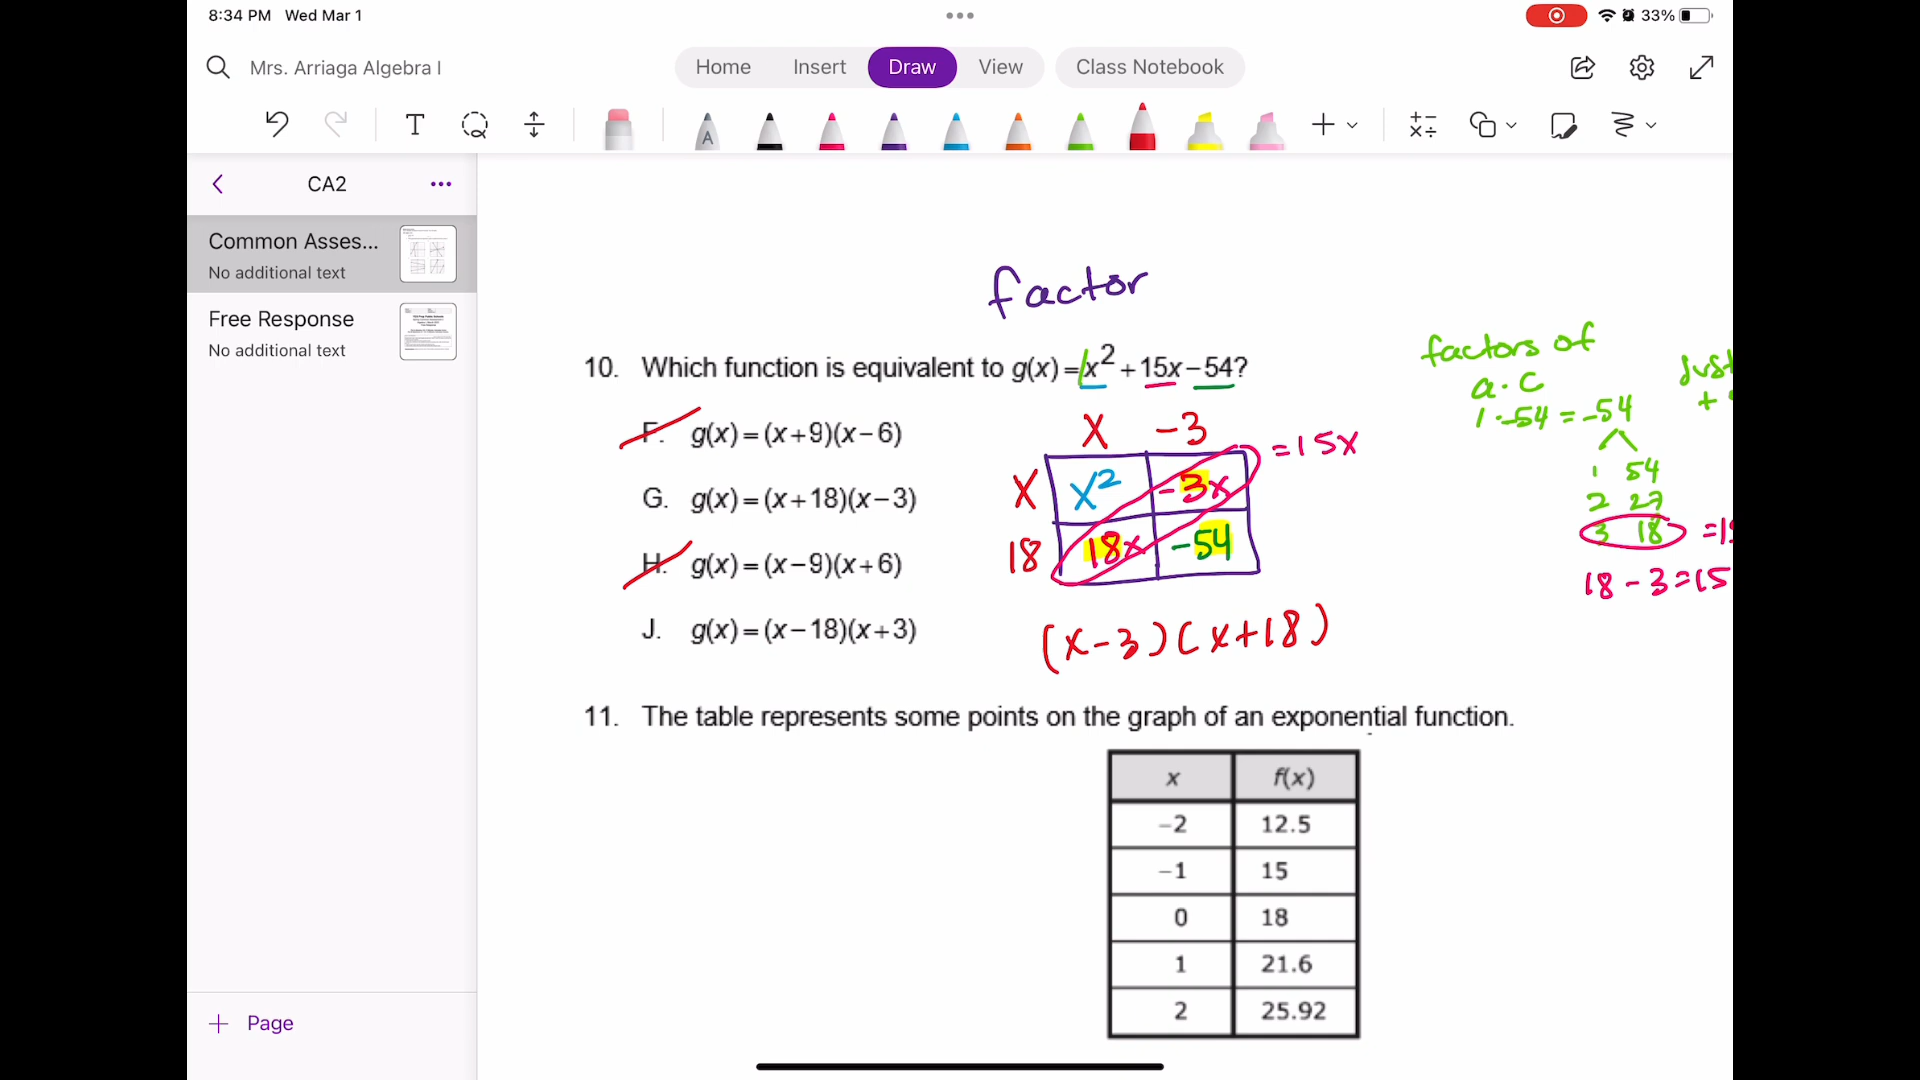 8:34 PM Wed Mar 1
33%
Mrs. Arriaga Algebra I
Home Insert Draw View Class Notebook
T
A
CA2
Common Asses...
No additional text
Free Response
No additional text
+ Page
factor
10. Which function is equivalent to g(x) = x² + 15x − 54?
F. g(x) = (x + 9)(x − 6)
G. g(x) = (x + 18)(x − 3)
H. g(x) = (x − 9)(x + 6)
J. g(x) = (x − 18)(x + 3)
x -3
= 15x
x x² -3x
18 18x -54
(x - 3)(x + 18)
factors of
a · c
1 · -54 = -54
1 54
2 27
3 18
18 - 3 = 15
11. The table represents some points on the graph of an exponential function.
x f(x)
−2 12.5
−1 15
0 18
1 21.6
2 25.92